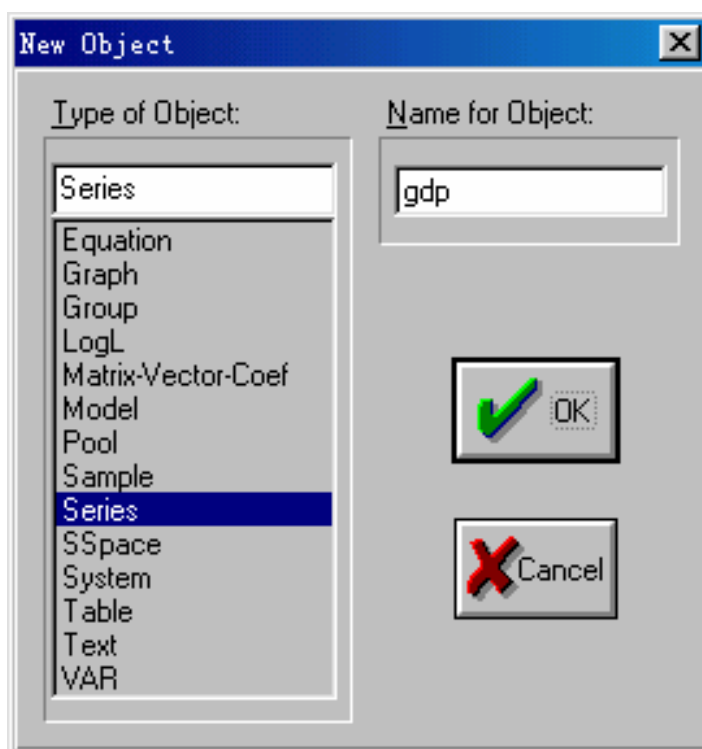 New Object
Type of Object:
Name for Object:
Series
gdp
Equation
Graph
Group
LogL
Matrix-Vector-Coef
Model
Pool
Sample
Series
SSpace
System
Table
Text
VAR
OK
Cancel